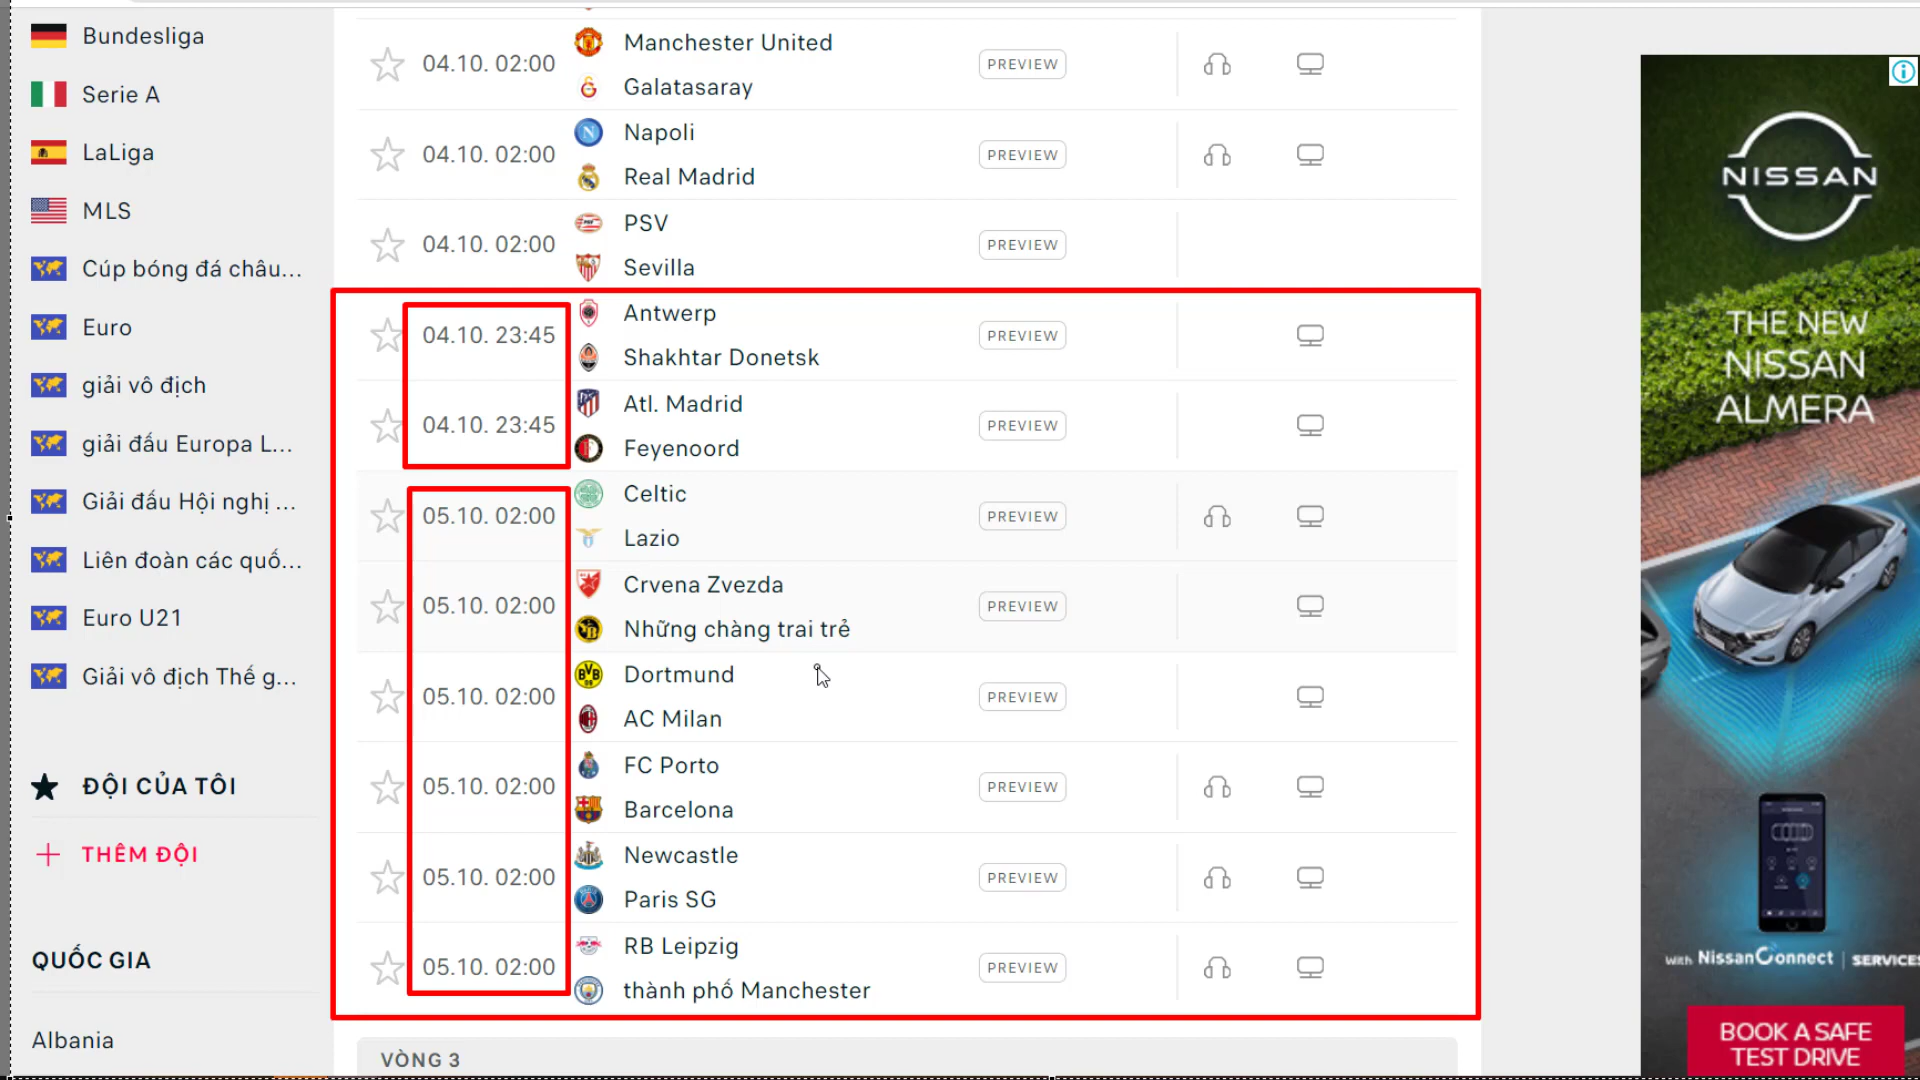 Bundesliga
Serie A
LaLiga
MLS
Cúp bóng đá châu...
Euro
giải vô địch
giải đấu Europa L...
Giải đấu Hội nghị ...
Liên đoàn các quố...
Euro U21
Giải vô địch Thế g...
ĐỘI CỦA TÔI
THÊM ĐỘI
QUỐC GIA
Albania
04.10. 02:00
Manchester United
Galatasaray
PREVIEW
04.10. 02:00
Napoli
Real Madrid
PREVIEW
04.10. 02:00
PSV
Sevilla
PREVIEW
04.10. 23:45
Antwerp
Shakhtar Donetsk
PREVIEW
04.10. 23:45
Atl. Madrid
Feyenoord
PREVIEW
05.10. 02:00
Celtic
Lazio
PREVIEW
05.10. 02:00
Crvena Zvezda
Những chàng trai trẻ
PREVIEW
05.10. 02:00
Dortmund
AC Milan
PREVIEW
05.10. 02:00
FC Porto
Barcelona
PREVIEW
05.10. 02:00
Newcastle
Paris SG
PREVIEW
05.10. 02:00
RB Leipzig
thành phố Manchester
PREVIEW
VÒNG 3
NISSAN
THE NEW
NISSAN
ALMERA
with NissanConnect | SERVICES
BOOK A SAFE
TEST DRIVE